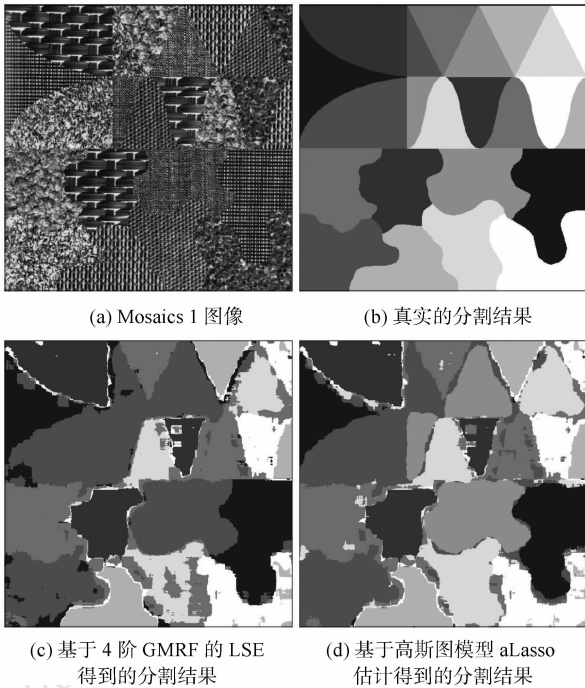 (a) Mosaics 1 图像
(b) 真实的分割结果
(c) 基于 4 阶 GMRF 的 LSE
得到的分割结果
(d) 基于高斯图模型 aLasso
估计得到的分割结果